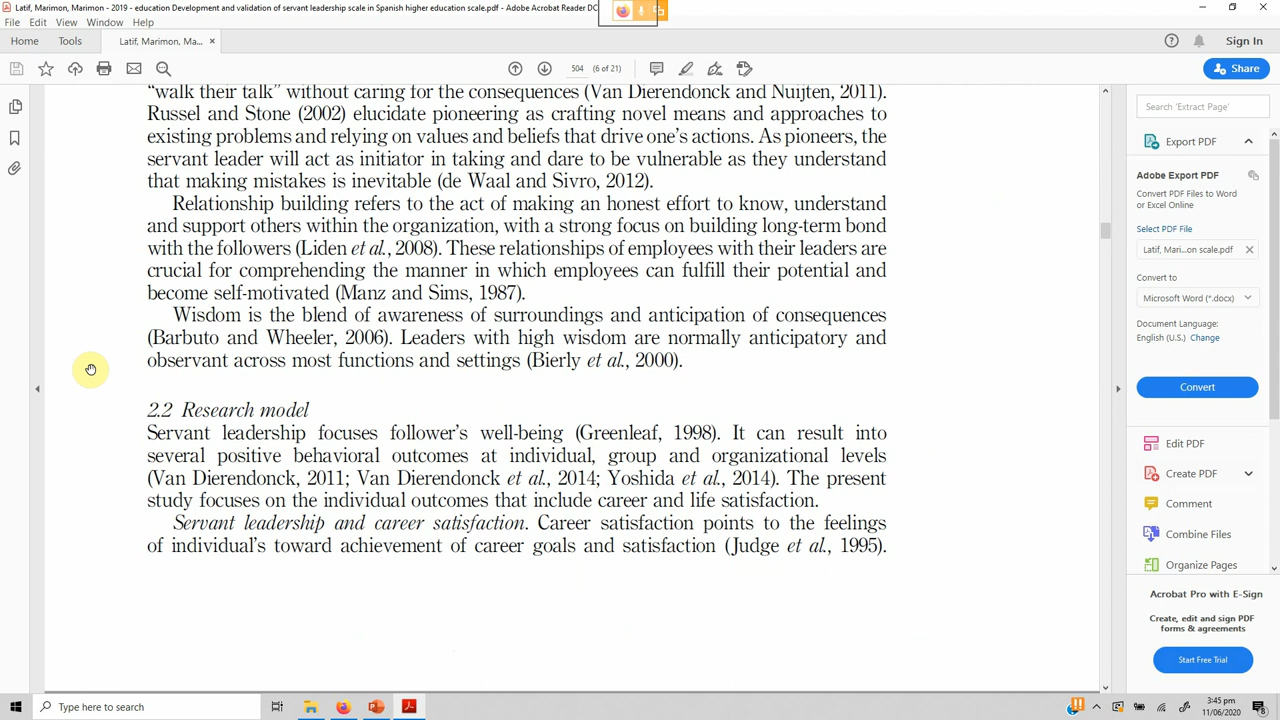 Latif, Marimon, Marimon - 2019 - education Development and validation of servant leadership scale in Spanish higher education scale.pdf - Adobe Acrobat Reader DC
File Edit View Window Help
Home Tools Latif, Marimon, Ma... × Sign In
504 (6 of 21) Share
“walk their talk” without caring for the consequences (Van Dierendonck and Nuijten, 2011).
Russel and Stone (2002) elucidate pioneering as crafting novel means and approaches to
existing problems and relying on values and beliefs that drive one's actions. As pioneers, the
servant leader will act as initiator in taking and dare to be vulnerable as they understand
that making mistakes is inevitable (de Waal and Sivro, 2012).
Relationship building refers to the act of making an honest effort to know, understand
and support others within the organization, with a strong focus on building long-term bond
with the followers (Liden et al., 2008). These relationships of employees with their leaders are
crucial for comprehending the manner in which employees can fulfill their potential and
become self-motivated (Manz and Sims, 1987).
Wisdom is the blend of awareness of surroundings and anticipation of consequences
(Barbuto and Wheeler, 2006). Leaders with high wisdom are normally anticipatory and
observant across most functions and settings (Bierly et al., 2000).
2.2 Research model
Servant leadership focuses follower's well-being (Greenleaf, 1998). It can result into
several positive behavioral outcomes at individual, group and organizational levels
(Van Dierendonck, 2011; Van Dierendonck et al., 2014; Yoshida et al., 2014). The present
study focuses on the individual outcomes that include career and life satisfaction.
Servant leadership and career satisfaction. Career satisfaction points to the feelings
of individual's toward achievement of career goals and satisfaction (Judge et al., 1995).
Search 'Extract Page'
Export PDF
Adobe Export PDF
Convert PDF Files to Word
or Excel Online
Select PDF File
Latif, Mari...on scale.pdf
Convert to
Microsoft Word (*.docx)
Document Language:
English (U.S.) Change
Convert
Edit PDF
Create PDF
Comment
Combine Files
Organize Pages
Acrobat Pro with E-Sign
Create, edit and sign PDF
forms & agreements
Start Free Trial
Type here to search
3:45 pm
11/06/2020
8